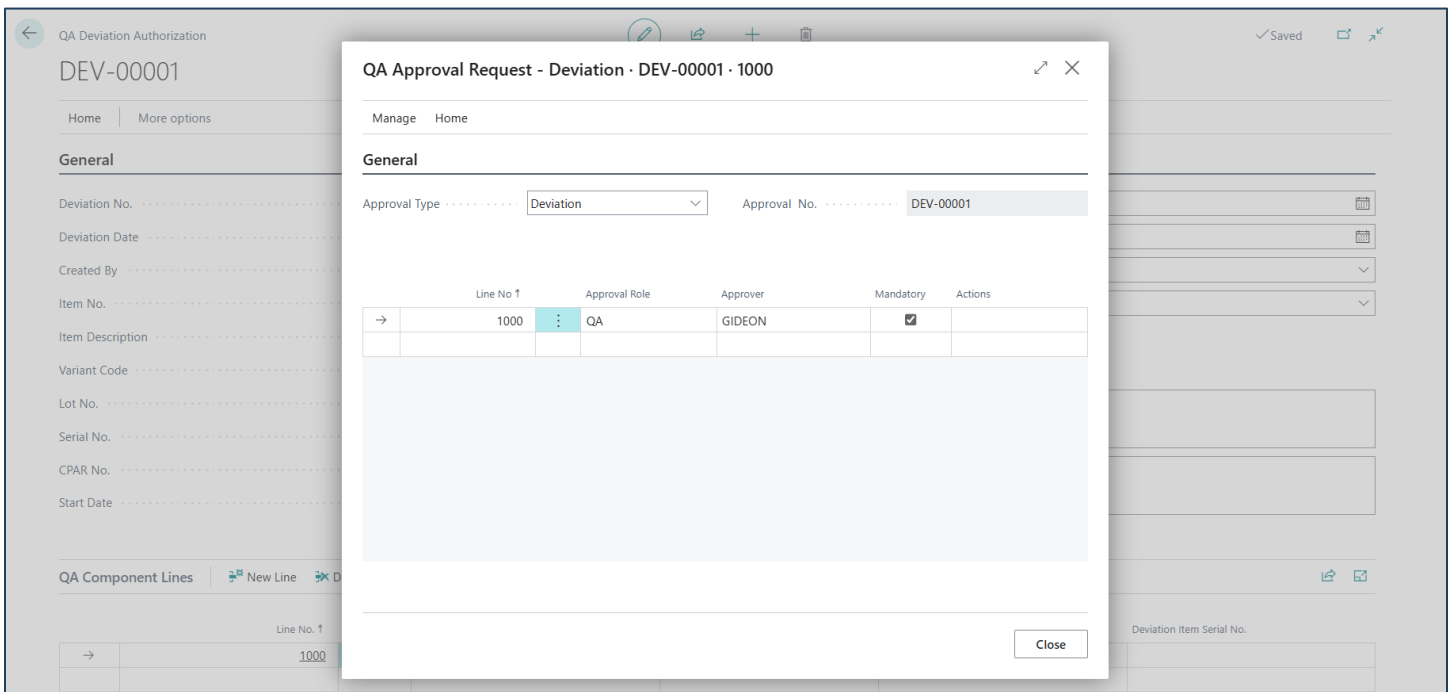 QA Deviation Authorization
Saved
DEV-00001
Home
More options
General
Deviation No.
Deviation Date
Created By
Item No.
Item Description
Variant Code
Lot No.
Serial No.
CPAR No.
Start Date
QA Component Lines
New Line
D
Line No. ↑
Deviation Item Serial No.
1000
QA Approval Request - Deviation · DEV-00001 · 1000
Manage Home
General
Approval Type Deviation Approval No. DEV-00001
Line No ↑ Approval Role Approver Mandatory Actions
1000 QA GIDEON
Close